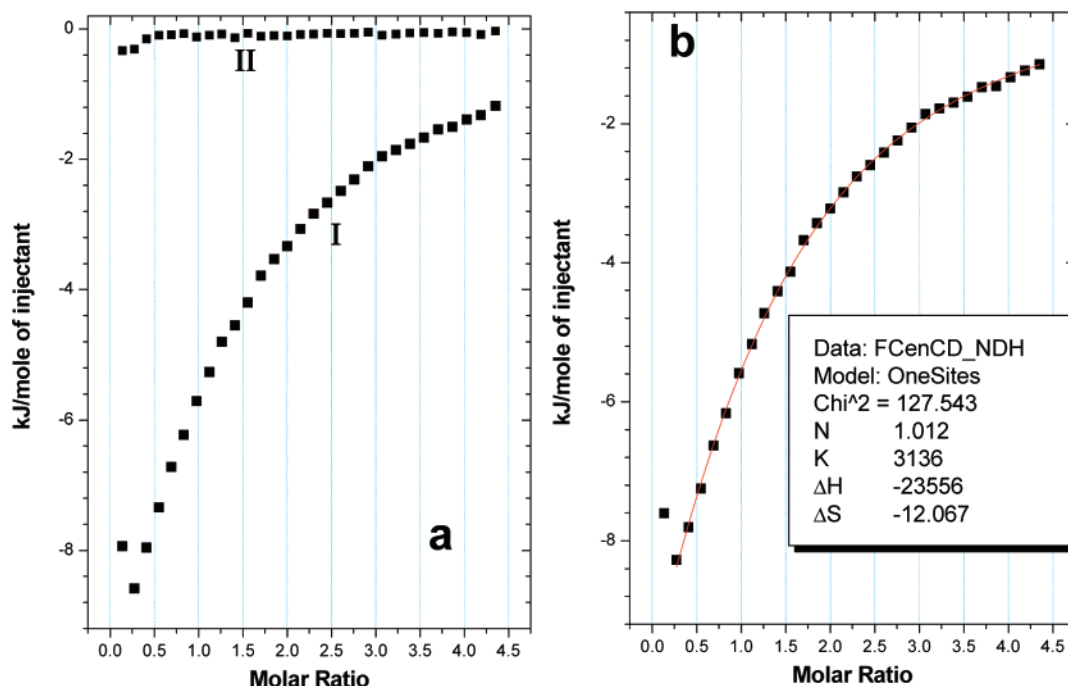 0
-2
-4
-6
-8
kJ/mole of injectant
II
I
a
0.0 0.5 1.0 1.5 2.0 2.5 3.0 3.5 4.0 4.5
Molar Ratio
b
-2
-4
-6
-8
kJ/mole of injectant
Data: FCenCD_NDH
Model: OneSites
Chi^2 = 127.543
N 1.012
K 3136
ΔH -23556
ΔS -12.067
0.0 0.5 1.0 1.5 2.0 2.5 3.0 3.5 4.0 4.5
Molar Ratio